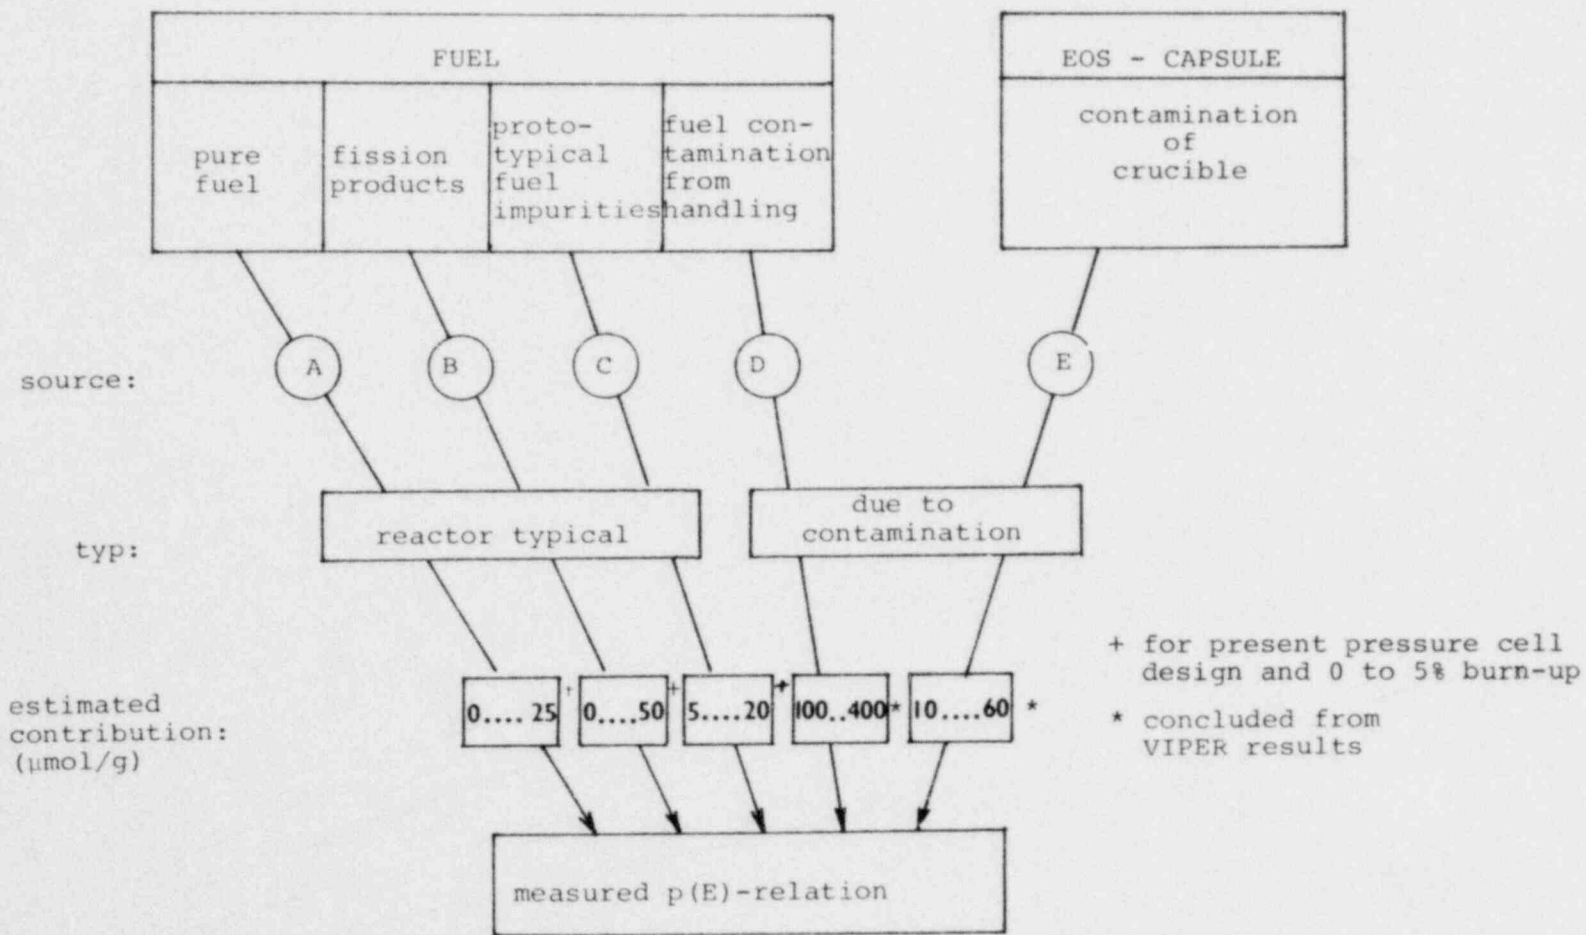 FUEL
EOS - CAPSULE
pure
fuel
fission
products
proto-
typical
fuel
impurities
fuel con-
tamination
from
handling
contamination
of
crucible
source:
A
B
C
D
E
typ:
reactor typical
due to
contamination
estimated
contribution:
(μmol/g)
0.... 25 +
0....50 +
5....20 +
100..400 *
10....60 *
+ for present pressure cell
design and 0 to 5% burn-up
* concluded from
VIPER results
measured p(E)-relation